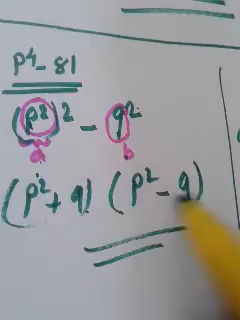 p⁴ - 81
(p²)² - 9²
a b
(p² + 9) (p² - 9)